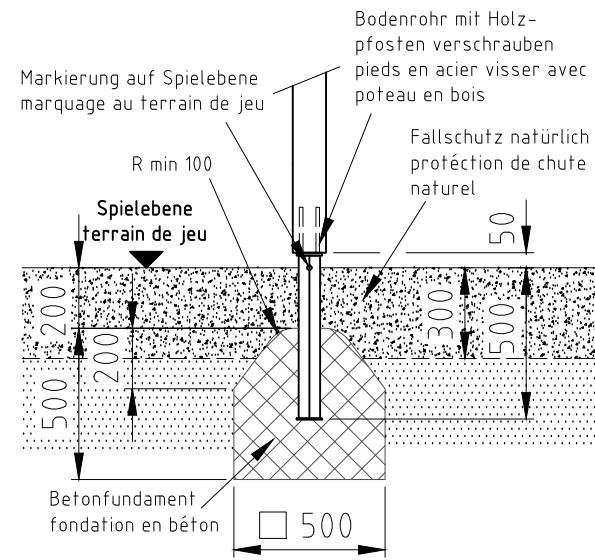 Bodenrohr mit Holz-
pfosten verschrauben
pieds en acier visser avec
poteau en bois
Markierung auf Spielebene
marquage au terrain de jeu
Fallschutz natürlich
protéction de chute
naturel
R min 100
Spielebene
terrain de jeu
50
200
200
300
500
500
Betonfundament
fondation en béton
□ 500